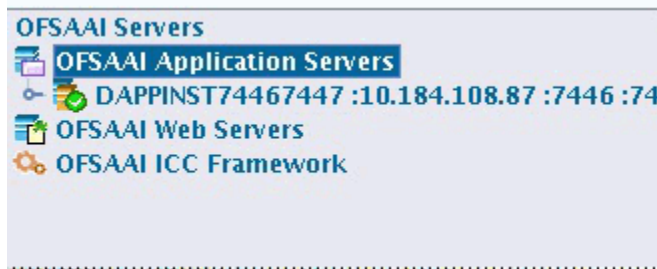 OFSAAI Servers
OFSAAI Application Servers
DAPPINST74467447 :10.184.108.87 :7446 :74
OFSAAI Web Servers
OFSAAI ICC Framework